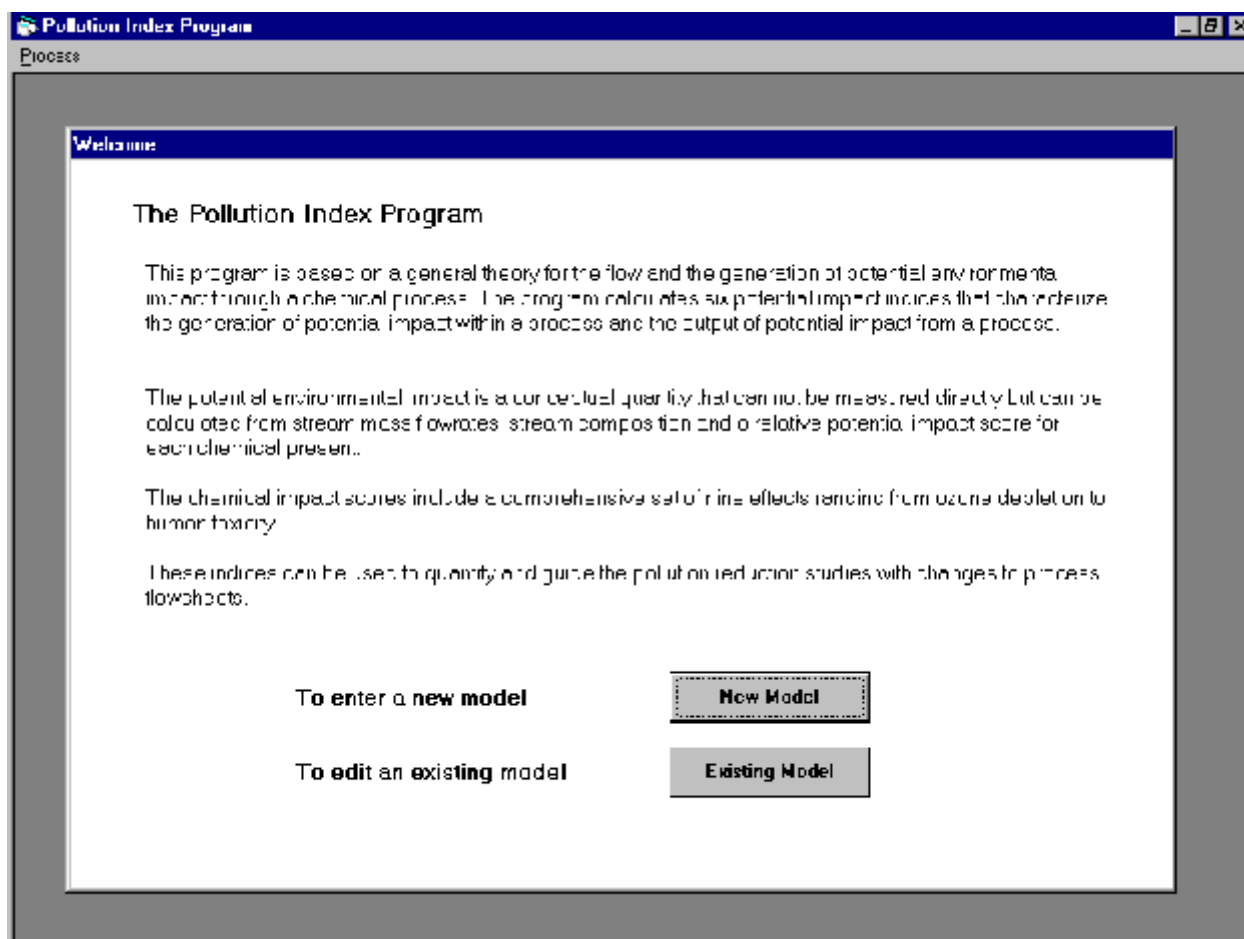 Pollution Index Program
Process
Welcome
The Pollution Index Program
This program is based on a general theory for the flow and the generation of potential environmental
impact through a chemical process. The program calculates six potential impact indices that characterize
the generation of potential impact within a process and the output of potential impact from a process.
The potential environmental impact is a conceptual quantity that can not be measured directly but can be
calculated from stream mass flowrates, stream composition and a relative potential impact score for
each chemical present.
The chemical impact scores include a comprehensive set of nine effects ranging from ozone depletion to
human toxicity.
These indices can be used to quantify and guide the pollution reduction studies with changes to process
flowsheets.
To enter a new model
New Model
To edit an existing model
Existing Model